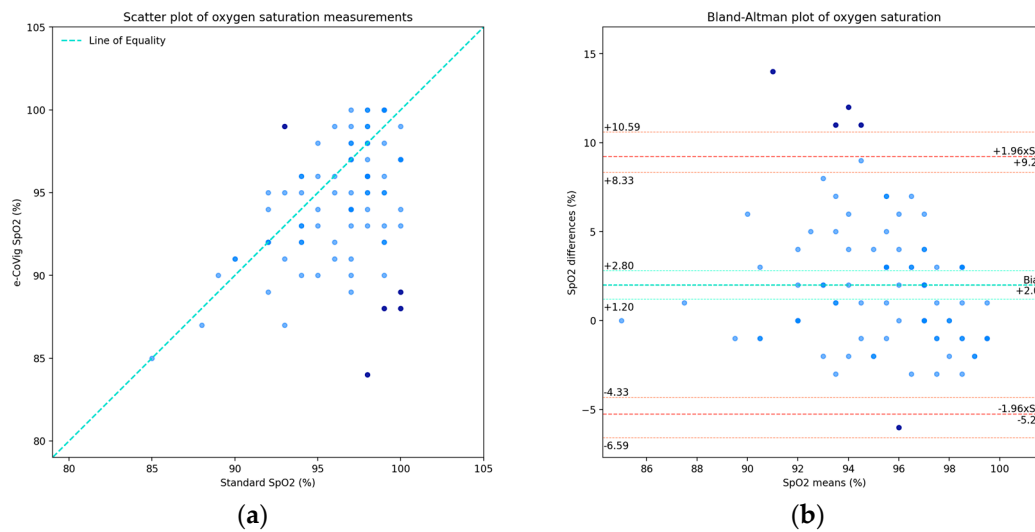 Scatter plot of oxygen saturation measurements
105
100
95
90
85
80
e-CoVig SpO2 (%)
Line of Equality
80
85
90
95
100
105
Standard SpO2 (%)
(a)
Bland-Altman plot of oxygen saturation
15
10
5
0
−5
SpO2 differences (%)
+10.59
+1.96xS
+9.2
+8.33
+2.80
Bia
+1.20
-4.33
-1.96xS
-5.2
-6.59
86
88
90
92
94
96
98
100
SpO2 means (%)
(b)